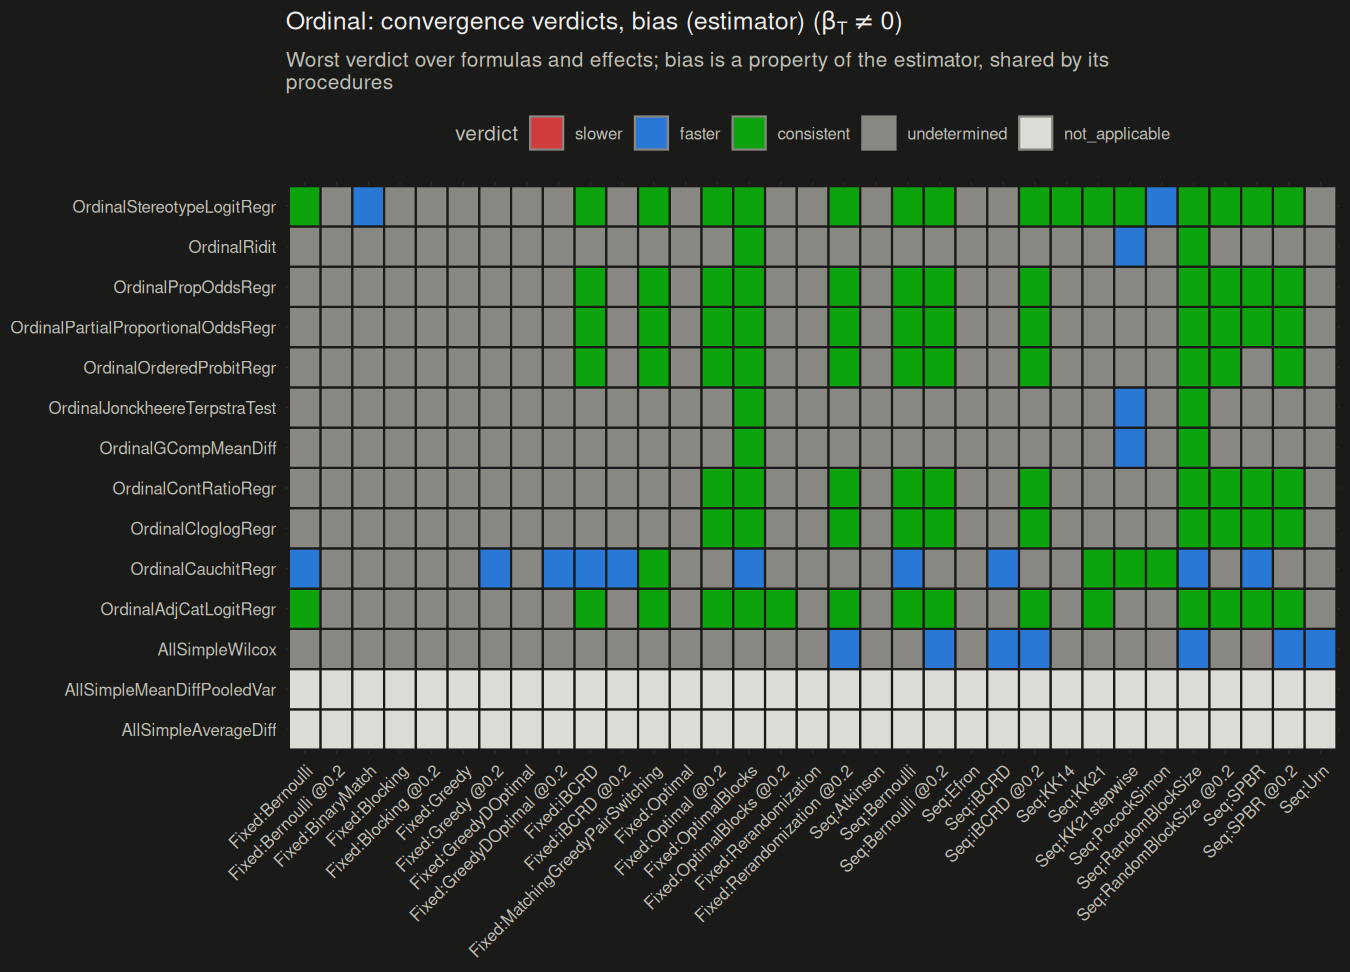 Ordinal: convergence verdicts, bias (estimator) (βT ≠ 0)
Worst verdict over formulas and effects; bias is a property of the estimator, shared by its
procedures
verdict slower faster consistent undetermined not_applicable
OrdinalStereotypeLogitRegr
OrdinalRidit
OrdinalPropOddsRegr
OrdinalPartialProportionalOddsRegr
OrdinalOrderedProbitRegr
OrdinalJonckheereTerpstraTest
OrdinalGCompMeanDiff
OrdinalContRatioRegr
OrdinalCloglogRegr
OrdinalCauchitRegr
OrdinalAdjCatLogitRegr
AllSimpleWilcox
AllSimpleMeanDiffPooledVar
AllSimpleAverageDiff
Fixed:Bernoulli
Fixed:Bernoulli @0.2
Fixed:BinaryMatch
Fixed:Blocking
Fixed:Blocking @0.2
Fixed:Greedy
Fixed:Greedy @0.2
Fixed:GreedyDOptimal
Fixed:GreedyDOptimal @0.2
Fixed:iBCRD
Fixed:iBCRD @0.2
Fixed:MatchingGreedyPairSwitching
Fixed:Optimal
Fixed:Optimal @0.2
Fixed:OptimalBlocks
Fixed:OptimalBlocks @0.2
Fixed:Rerandomization
Fixed:Rerandomization @0.2
Seq:Atkinson
Seq:Bernoulli
Seq:Bernoulli @0.2
Seq:Efron
Seq:iBCRD
Seq:iBCRD @0.2
Seq:KK14
Seq:KK21
Seq:KK21stepwise
Seq:PocockSimon
Seq:RandomBlockSize
Seq:RandomBlockSize @0.2
Seq:SPBR
Seq:SPBR @0.2
Seq:Urn